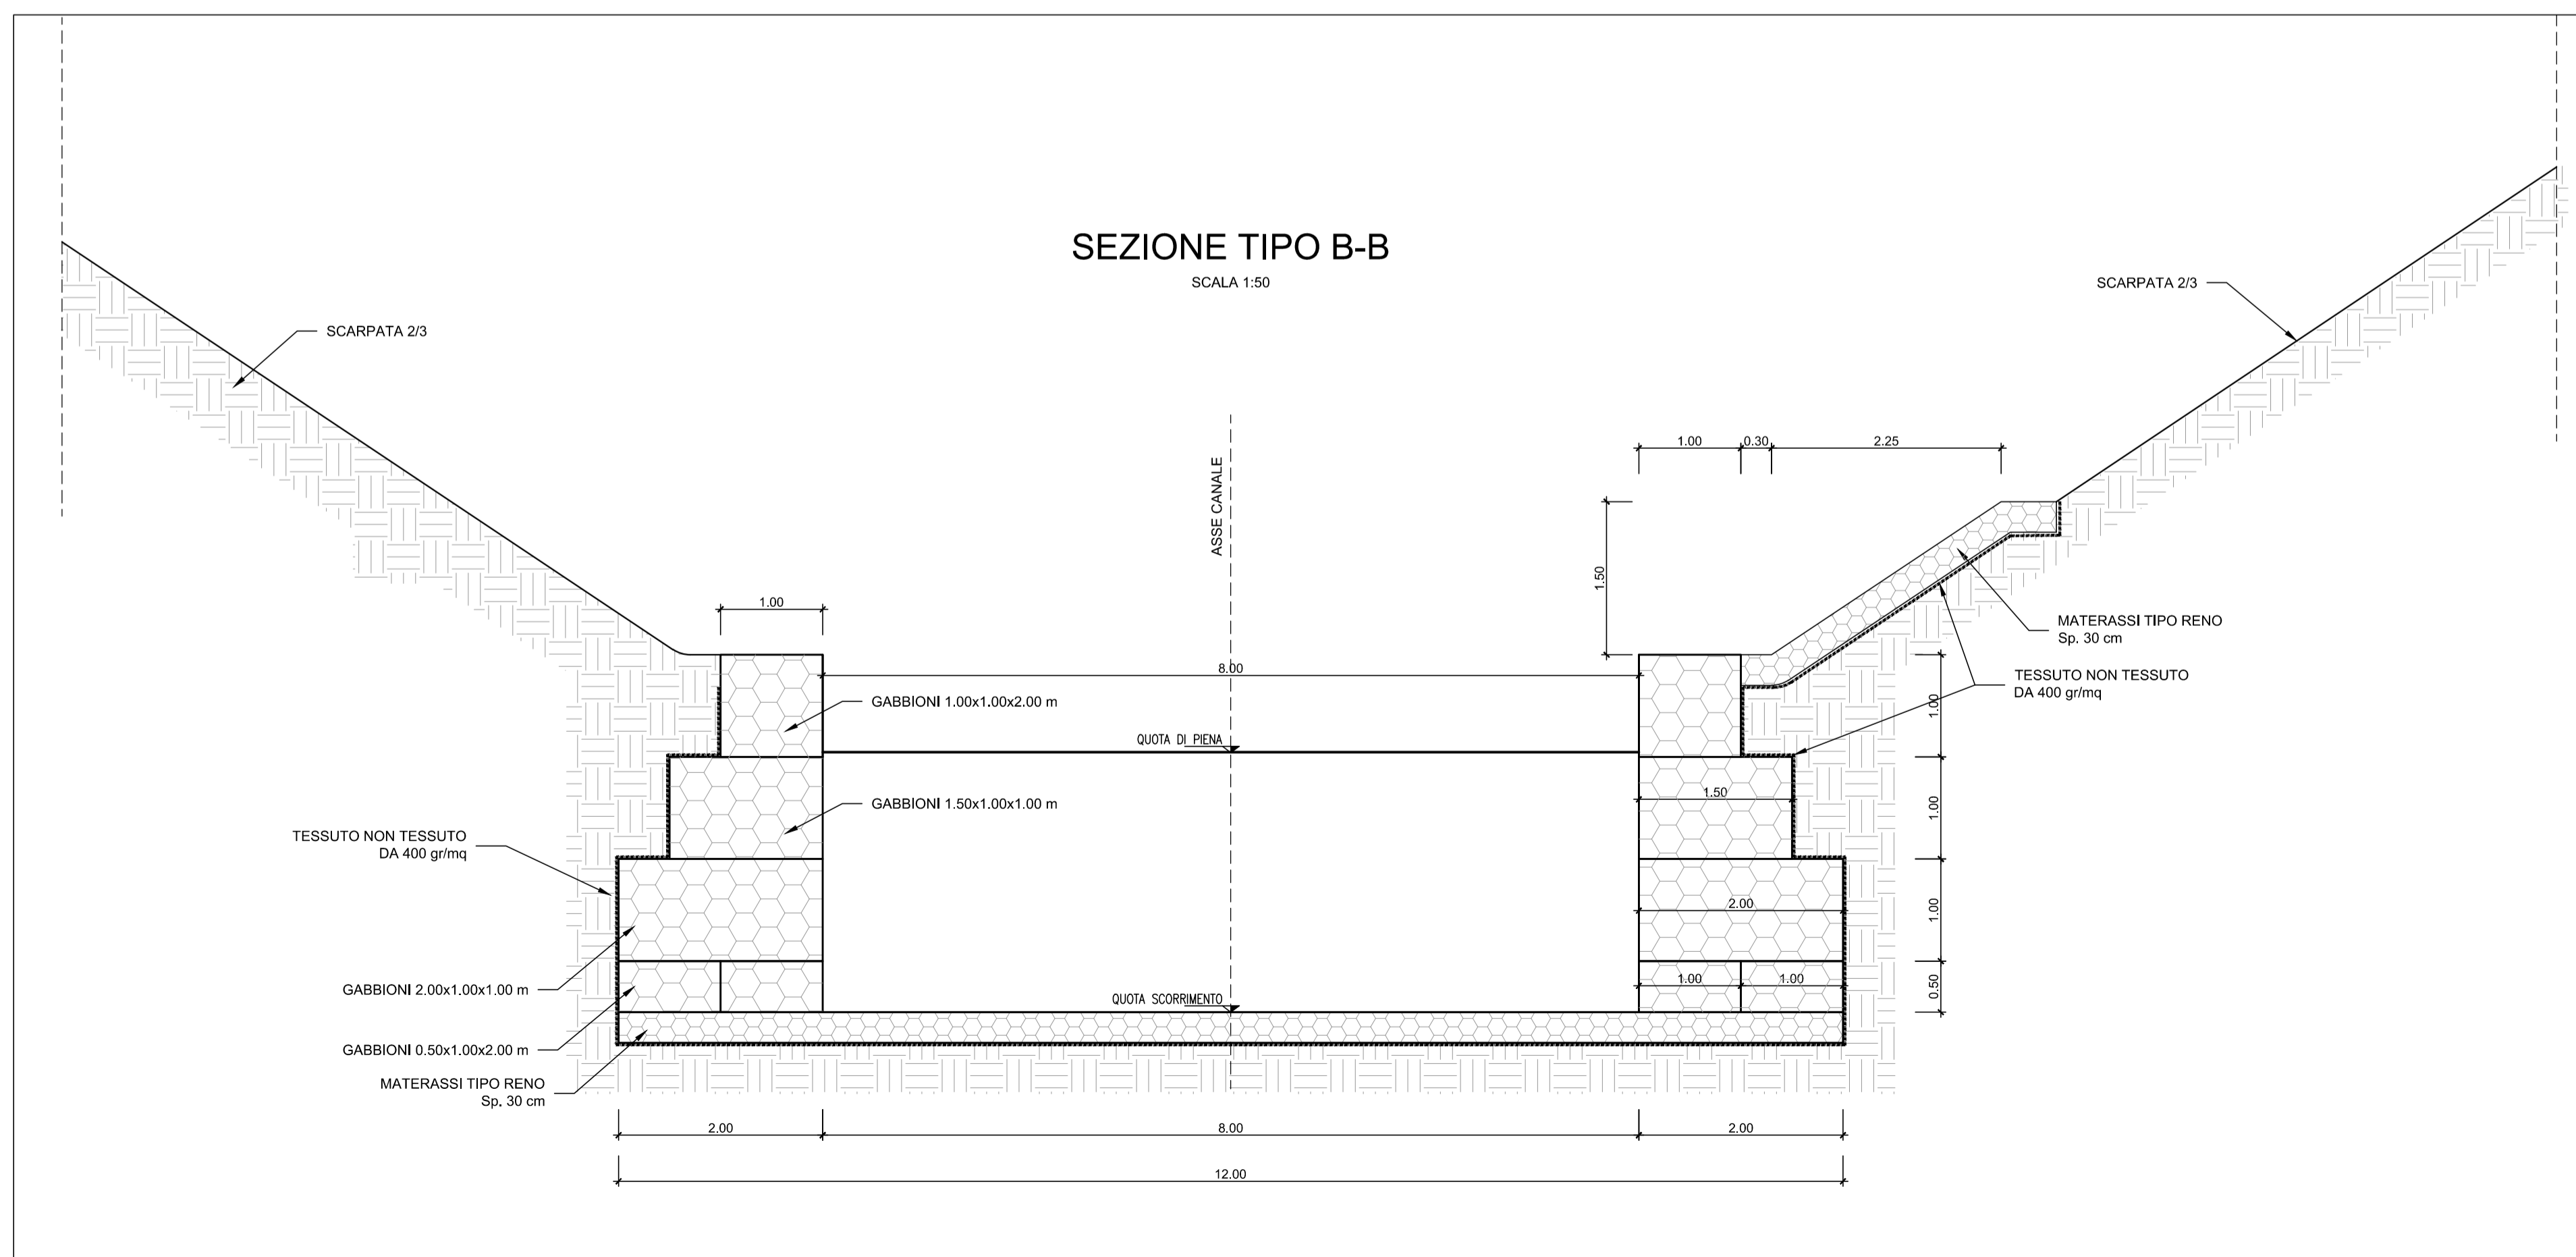 SEZIONE TIPO B-B
SCALA 1:50
SCARPATA 2/3
SCARPATA 2/3
ASSE CANALE
1.00
0.30
2.25
1.50
1.00
8.00
MATERASSI TIPO RENO
Sp. 30 cm
TESSUTO NON TESSUTO
DA 400 gr/mq
GABBIONI 1.00x1.00x2.00 m
1.00
QUOTA DI PIENA
GABBIONI 1.50x1.00x1.00 m
1.50
1.00
TESSUTO NON TESSUTO
DA 400 gr/mq
2.00
1.00
GABBIONI 2.00x1.00x1.00 m
QUOTA SCORRIMENTO
1.00
1.00
0.50
GABBIONI 0.50x1.00x2.00 m
MATERASSI TIPO RENO
Sp. 30 cm
2.00
8.00
2.00
12.00